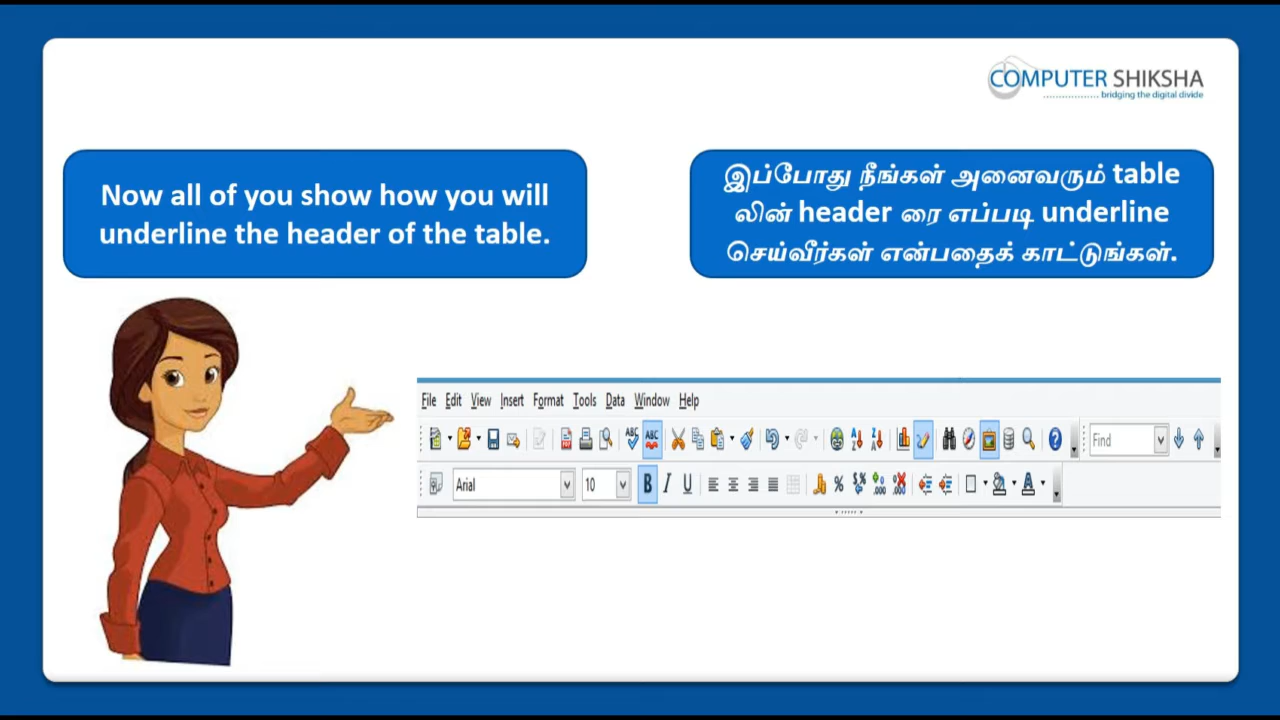 COMPUTER SHIKSHA
bridging the digital divide
Now all of you show how you will
underline the header of the table.
இப்போது நீங்கள் அனைவரும் table
லின் header ரை எப்படி underline
செய்வீர்கள் என்பதைக் காட்டுங்கள்.
File Edit View Insert Format Tools Data Window Help
ABC ABC Find
Arial 10 B I U